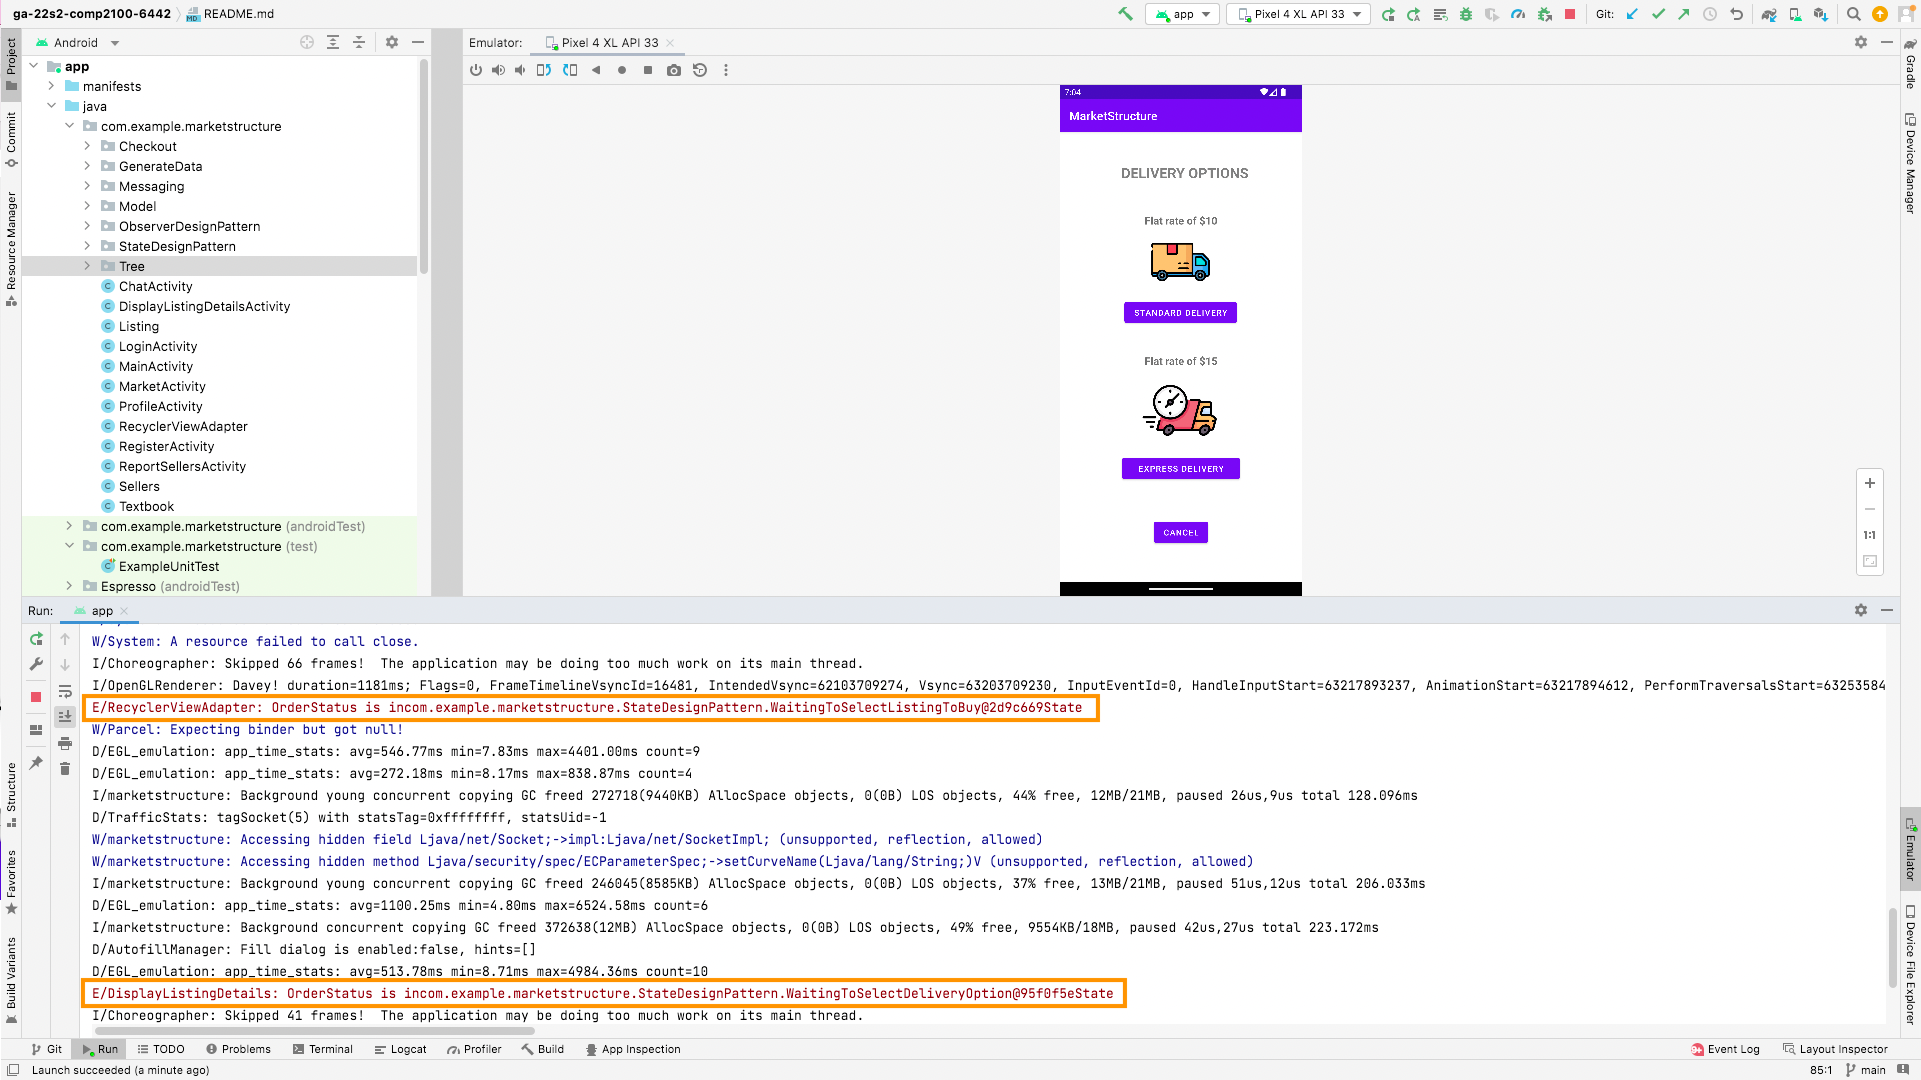 ga-22s2-comp2100-6442
README.md
app
Pixel 4 XL API 33
Git:
Project
Android
Emulator:
Pixel 4 XL API 33
Gradle
app
manifests
java
com.example.marketstructure
Checkout
GenerateData
Messaging
Model
ObserverDesignPattern
StateDesignPattern
Tree
ChatActivity
DisplayListingDetailsActivity
Listing
LoginActivity
MainActivity
MarketActivity
ProfileActivity
RecyclerViewAdapter
RegisterActivity
ReportSellersActivity
Sellers
Textbook
com.example.marketstructure (androidTest)
com.example.marketstructure (test)
ExampleUnitTest
Espresso (androidTest)
Commit
Resource Manager
7:04
MarketStructure
DELIVERY OPTIONS
Flat rate of $10
STANDARD DELIVERY
Flat rate of $15
EXPRESS DELIVERY
CANCEL
1:1
Device Manager
Run:
app
W/System: A resource failed to call close.
I/Choreographer: Skipped 66 frames!  The application may be doing too much work on its main thread.
I/OpenGLRenderer: Davey! duration=1181ms; Flags=0, FrameTimelineVsyncId=16481, IntendedVsync=62103709274, Vsync=63203709230, InputEventId=0, HandleInputStart=63217893237, AnimationStart=63217894612, PerformTraversalsStart=63253584
E/RecyclerViewAdapter: OrderStatus is incom.example.marketstructure.StateDesignPattern.WaitingToSelectListingToBuy@2d9c669State
W/Parcel: Expecting binder but got null!
D/EGL_emulation: app_time_stats: avg=546.77ms min=7.83ms max=4401.00ms count=9
D/EGL_emulation: app_time_stats: avg=272.18ms min=8.17ms max=838.87ms count=4
I/marketstructure: Background young concurrent copying GC freed 272718(9440KB) AllocSpace objects, 0(0B) LOS objects, 44% free, 12MB/21MB, paused 26us,9us total 128.096ms
D/TrafficStats: tagSocket(5) with statsTag=0xffffffff, statsUid=-1
W/marketstructure: Accessing hidden field Ljava/net/Socket;->impl:Ljava/net/SocketImpl; (unsupported, reflection, allowed)
W/marketstructure: Accessing hidden method Ljava/security/spec/ECParameterSpec;->setCurveName(Ljava/lang/String;)V (unsupported, reflection, allowed)
I/marketstructure: Background young concurrent copying GC freed 246045(8585KB) AllocSpace objects, 0(0B) LOS objects, 37% free, 13MB/21MB, paused 51us,12us total 206.033ms
D/EGL_emulation: app_time_stats: avg=1100.25ms min=4.80ms max=6524.58ms count=6
I/marketstructure: Background concurrent copying GC freed 372638(12MB) AllocSpace objects, 0(0B) LOS objects, 49% free, 9554KB/18MB, paused 42us,27us total 223.172ms
D/AutofillManager: Fill dialog is enabled:false, hints=[]
D/EGL_emulation: app_time_stats: avg=513.78ms min=8.71ms max=4984.36ms count=10
E/DisplayListingDetails: OrderStatus is incom.example.marketstructure.StateDesignPattern.WaitingToSelectDeliveryOption@95f0f5eState
I/Choreographer: Skipped 41 frames!  The application may be doing too much work on its main thread.
Structure
Favorites
Build Variants
Emulator
Device File Explorer
Git
Run
TODO
Problems
Terminal
Logcat
Profiler
Build
App Inspection
9+
Event Log
Layout Inspector
Launch succeeded (a minute ago)
85:1
main